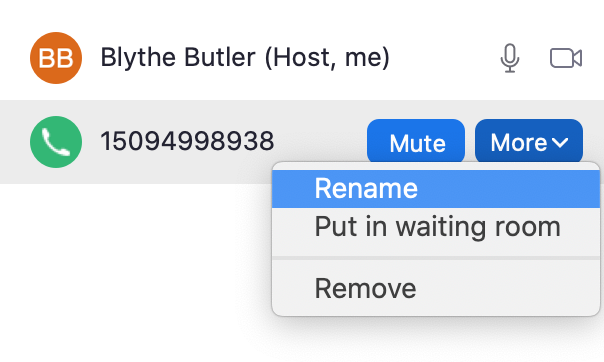 BB Blythe Butler (Host, me)
15094998938 Mute More
Rename
Put in waiting room
Remove